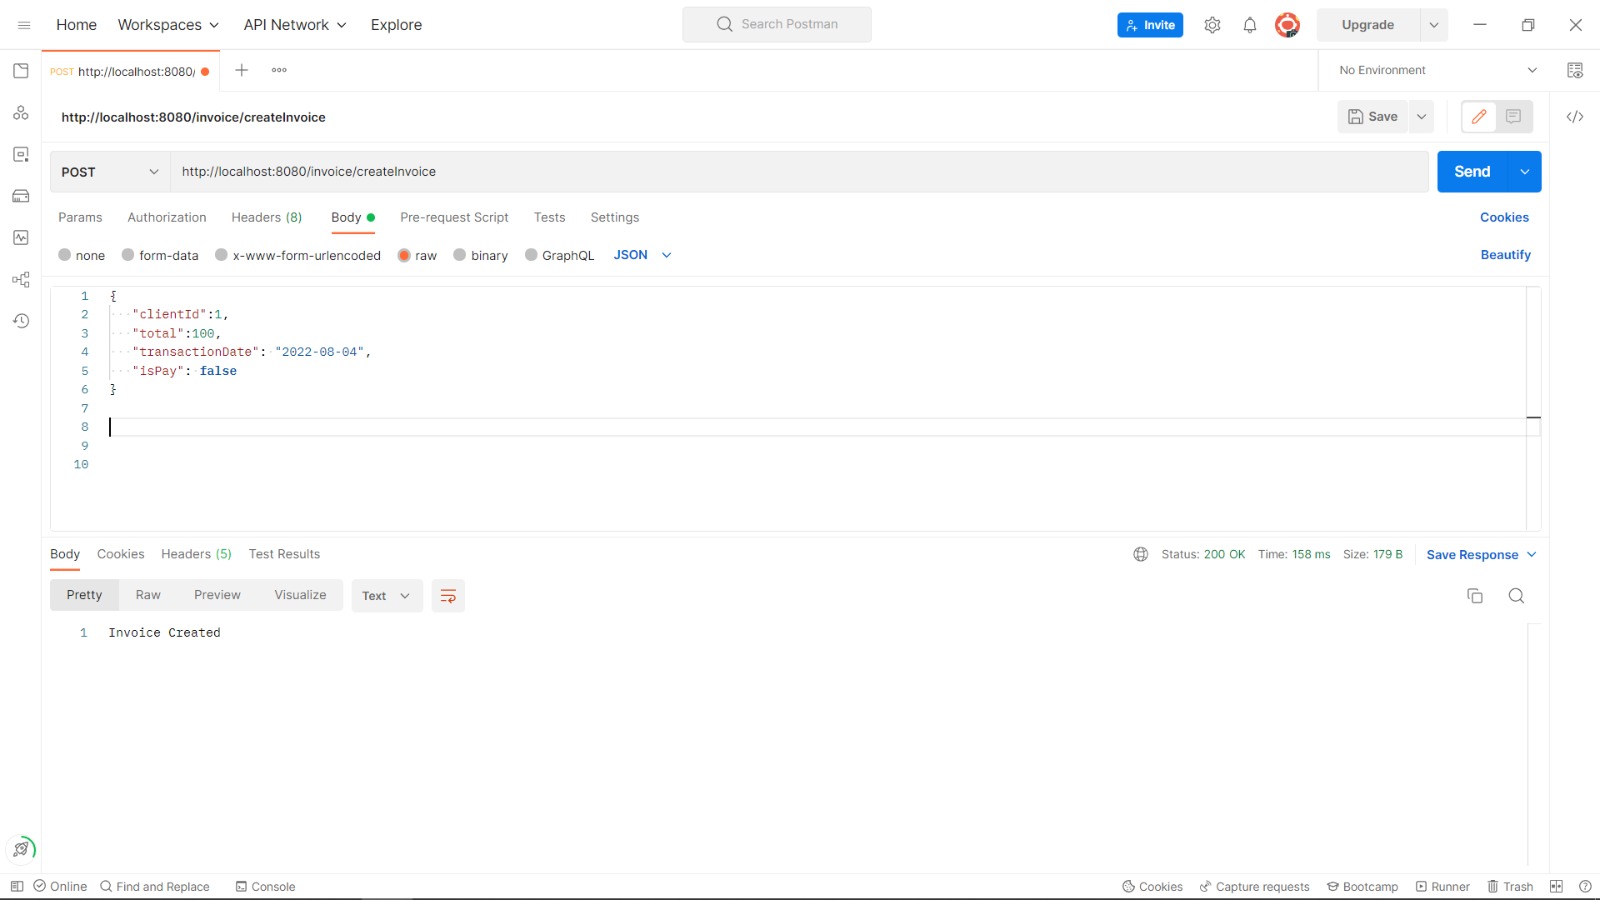 Home Workspaces API Network Explore Search Postman Invite Upgrade
POST http://localhost:8080/ No Environment
http://localhost:8080/invoice/createInvoice Save
POST http://localhost:8080/invoice/createInvoice Send
Params Authorization Headers (8) Body Pre-request Script Tests Settings Cookies
none form-data x-www-form-urlencoded raw binary GraphQL JSON Beautify
1 {
2 "clientId":1,
3 "total":100,
4 "transactionDate": "2022-08-04",
5 "isPay": false
6 }
7
8
9
10
Body Cookies Headers (5) Test Results Status: 200 OK Time: 158 ms Size: 179 B Save Response
Pretty Raw Preview Visualize Text
1 Invoice Created
Online Find and Replace Console Cookies Capture requests Bootcamp Runner Trash